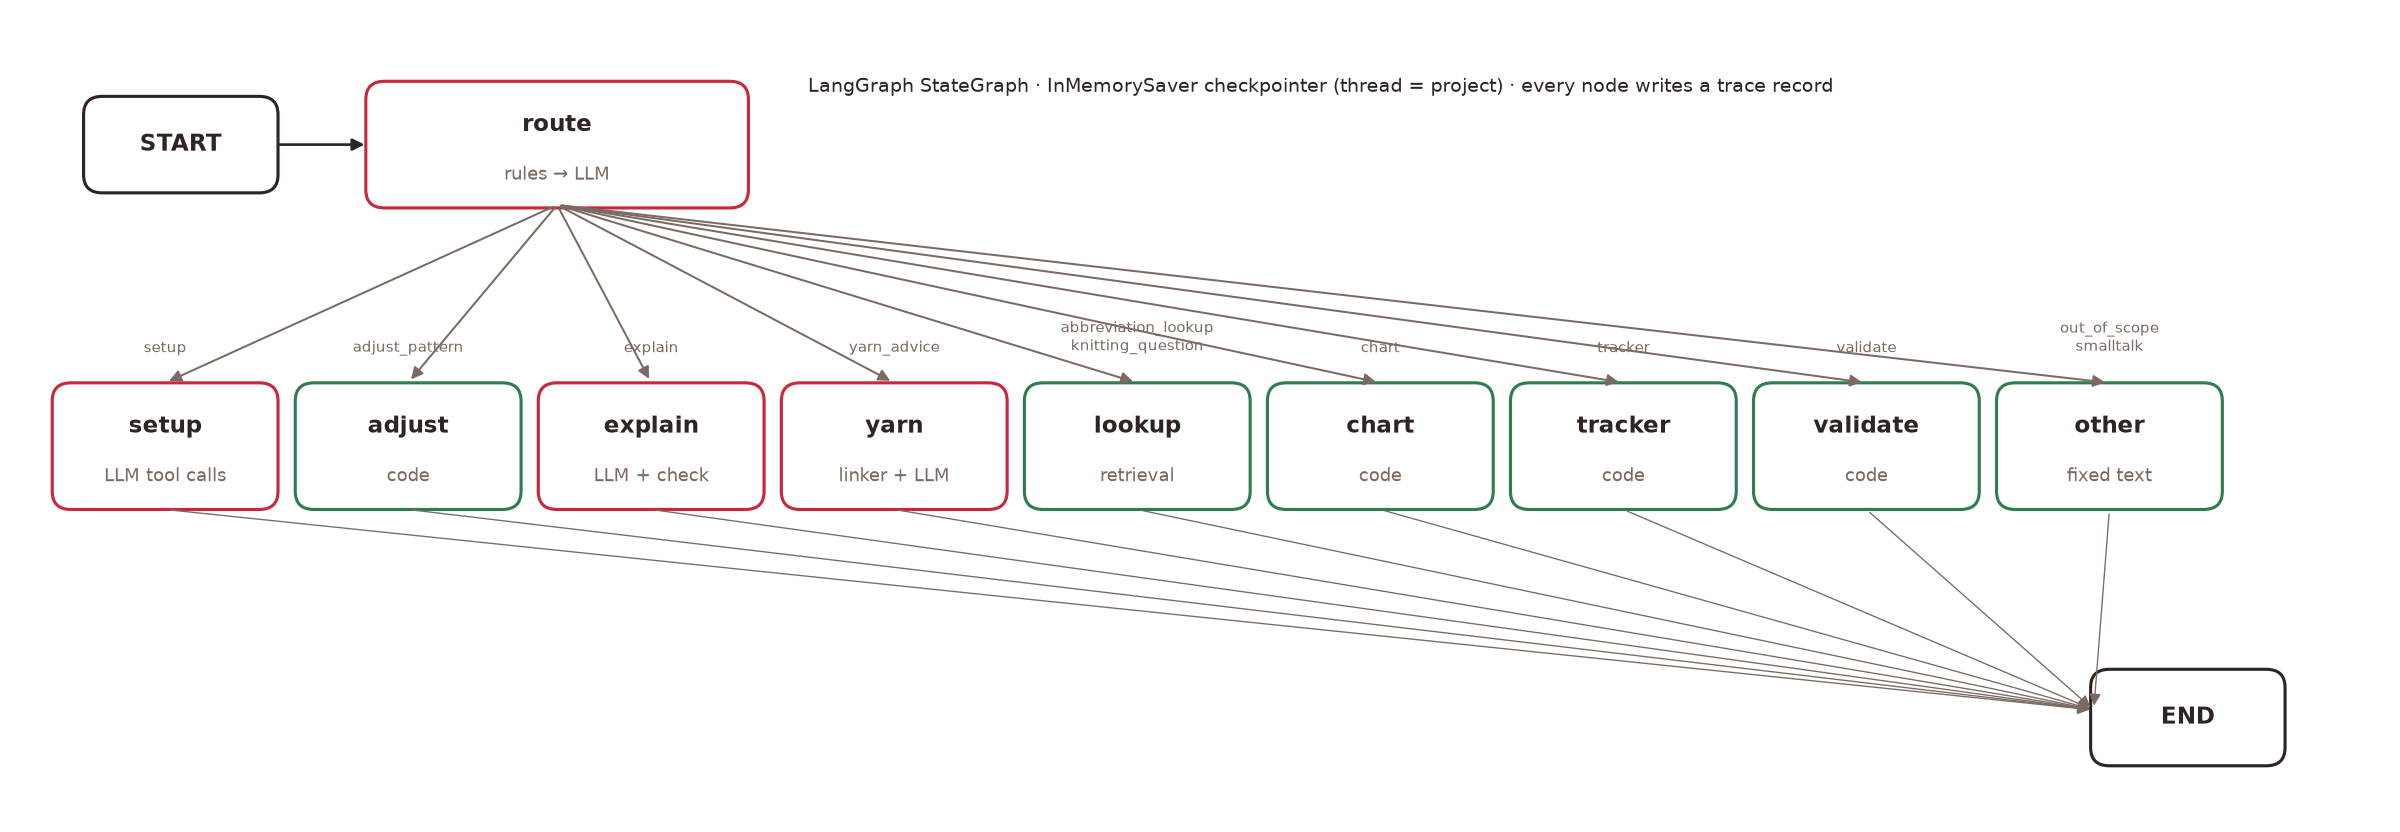 LangGraph StateGraph · InMemorySaver checkpointer (thread = project) · every node writes a trace record
START
route
rules → LLM
setup
adjust_pattern
explain
yarn_advice
abbreviation_lookup
knitting_question
chart
tracker
validate
out_of_scope
smalltalk
setup
LLM tool calls
adjust
code
explain
LLM + check
yarn
linker + LLM
lookup
retrieval
chart
code
tracker
code
validate
code
other
fixed text
END